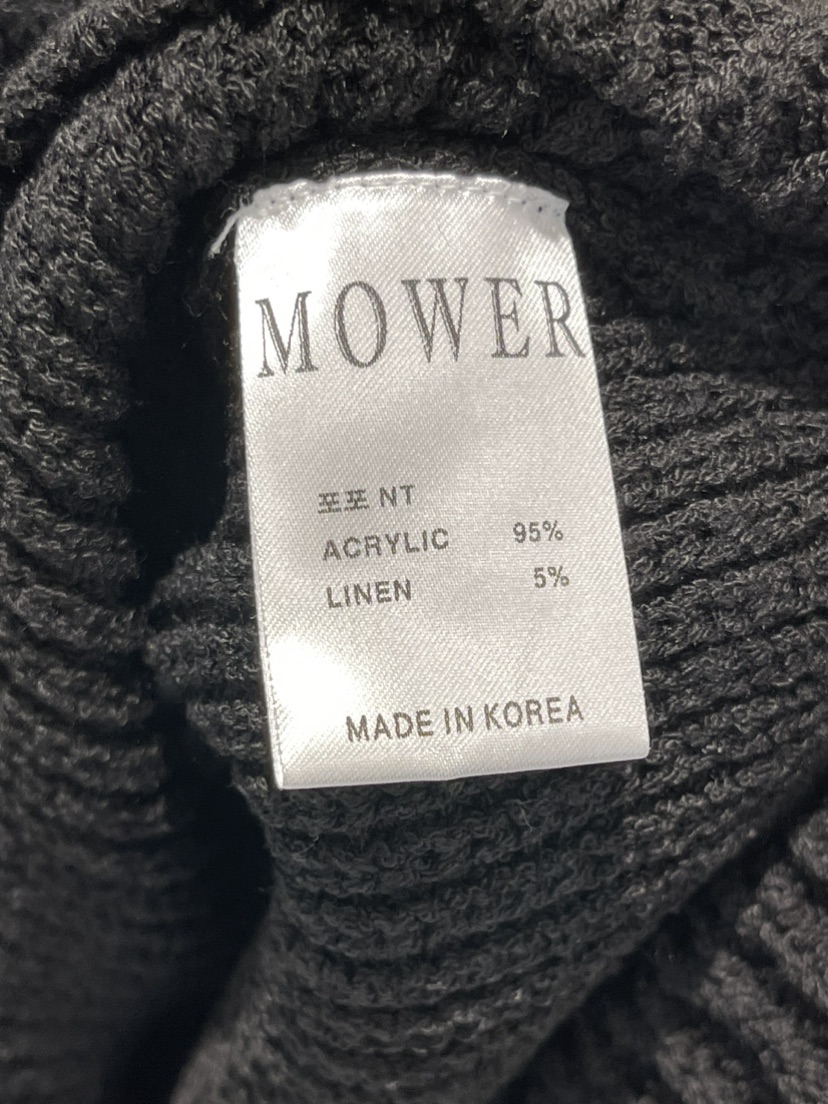 MOWER
포포 NT
ACRYLIC 95%
LINEN 5%
MADE IN KOREA